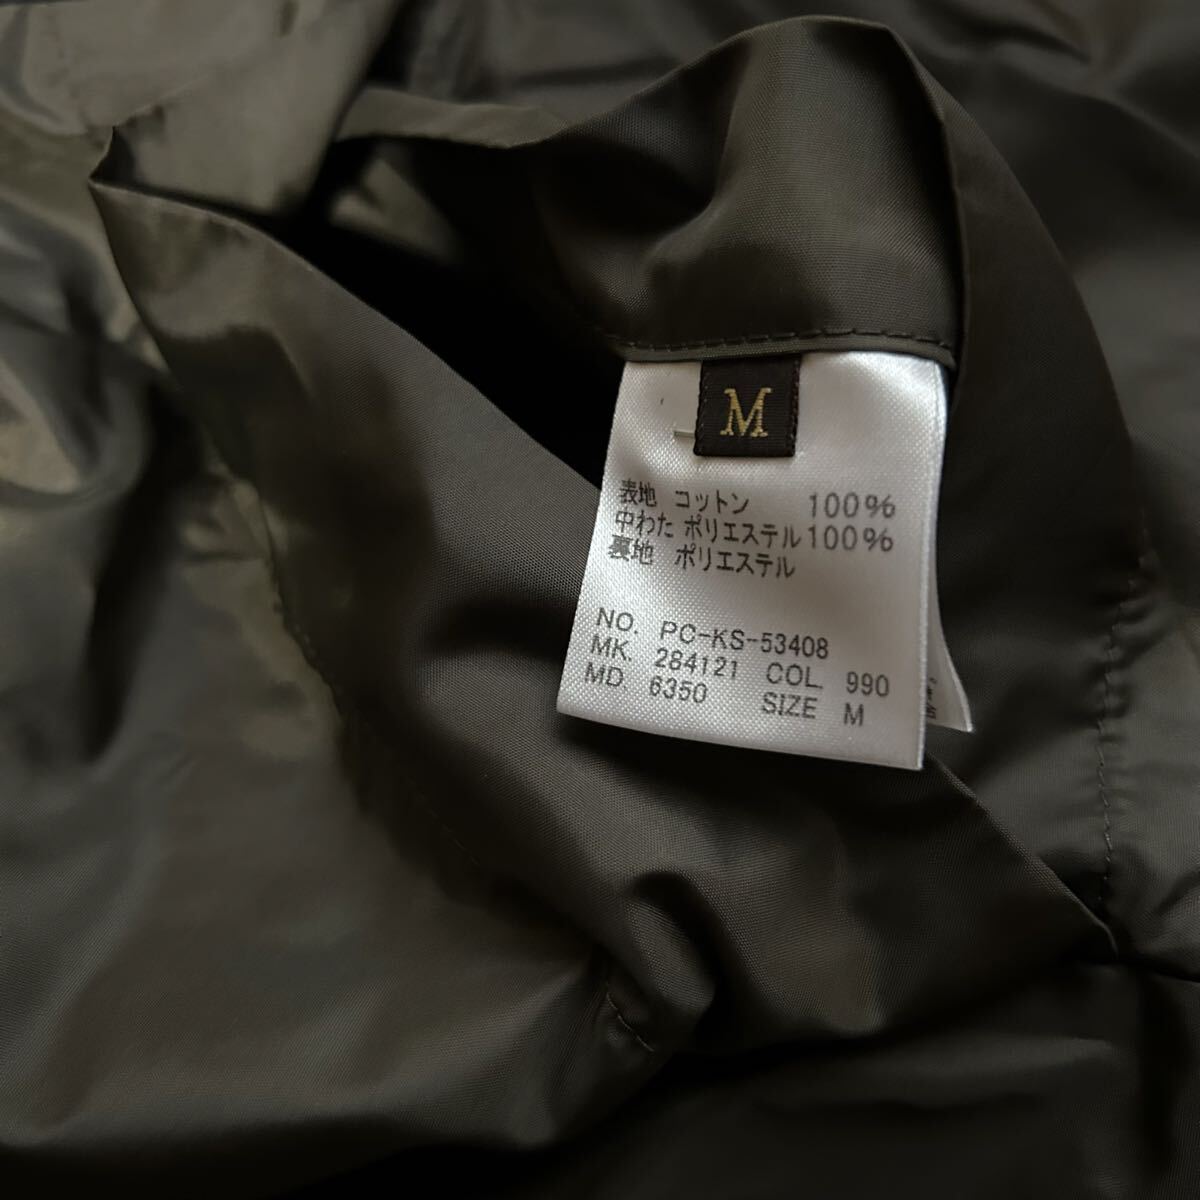 M
表地 コットン 100%
中わた ポリエステル 100%
裏地 ポリエステル
NO. PC-KS-53408
MK. 284121 COL. 990
MD. 6350 SIZE M